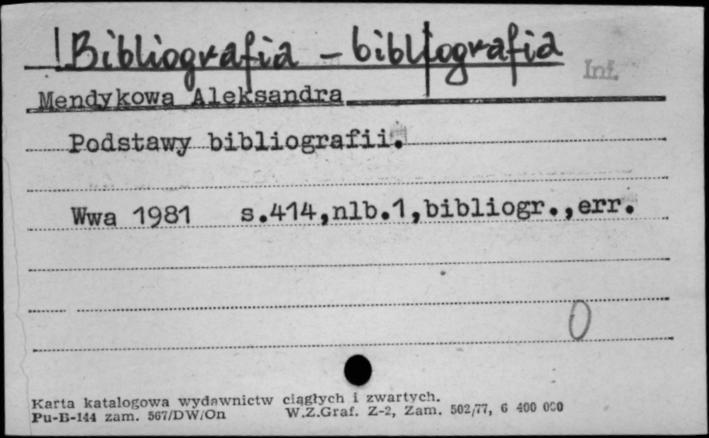 ! Bibliografia - bibliografia
Inf.
Mendykowa Aleksandra
Podstawy bibliografii.
Wwa 1981 s.414,nlb.1,bibliogr.,err.
0
Karta katalogowa wydawnictw ciągłych i zwartych.
Pu-B-144 zam. 567/DW/On W.Z.Graf. Z-2, Zam. 502/77, 6 400 000